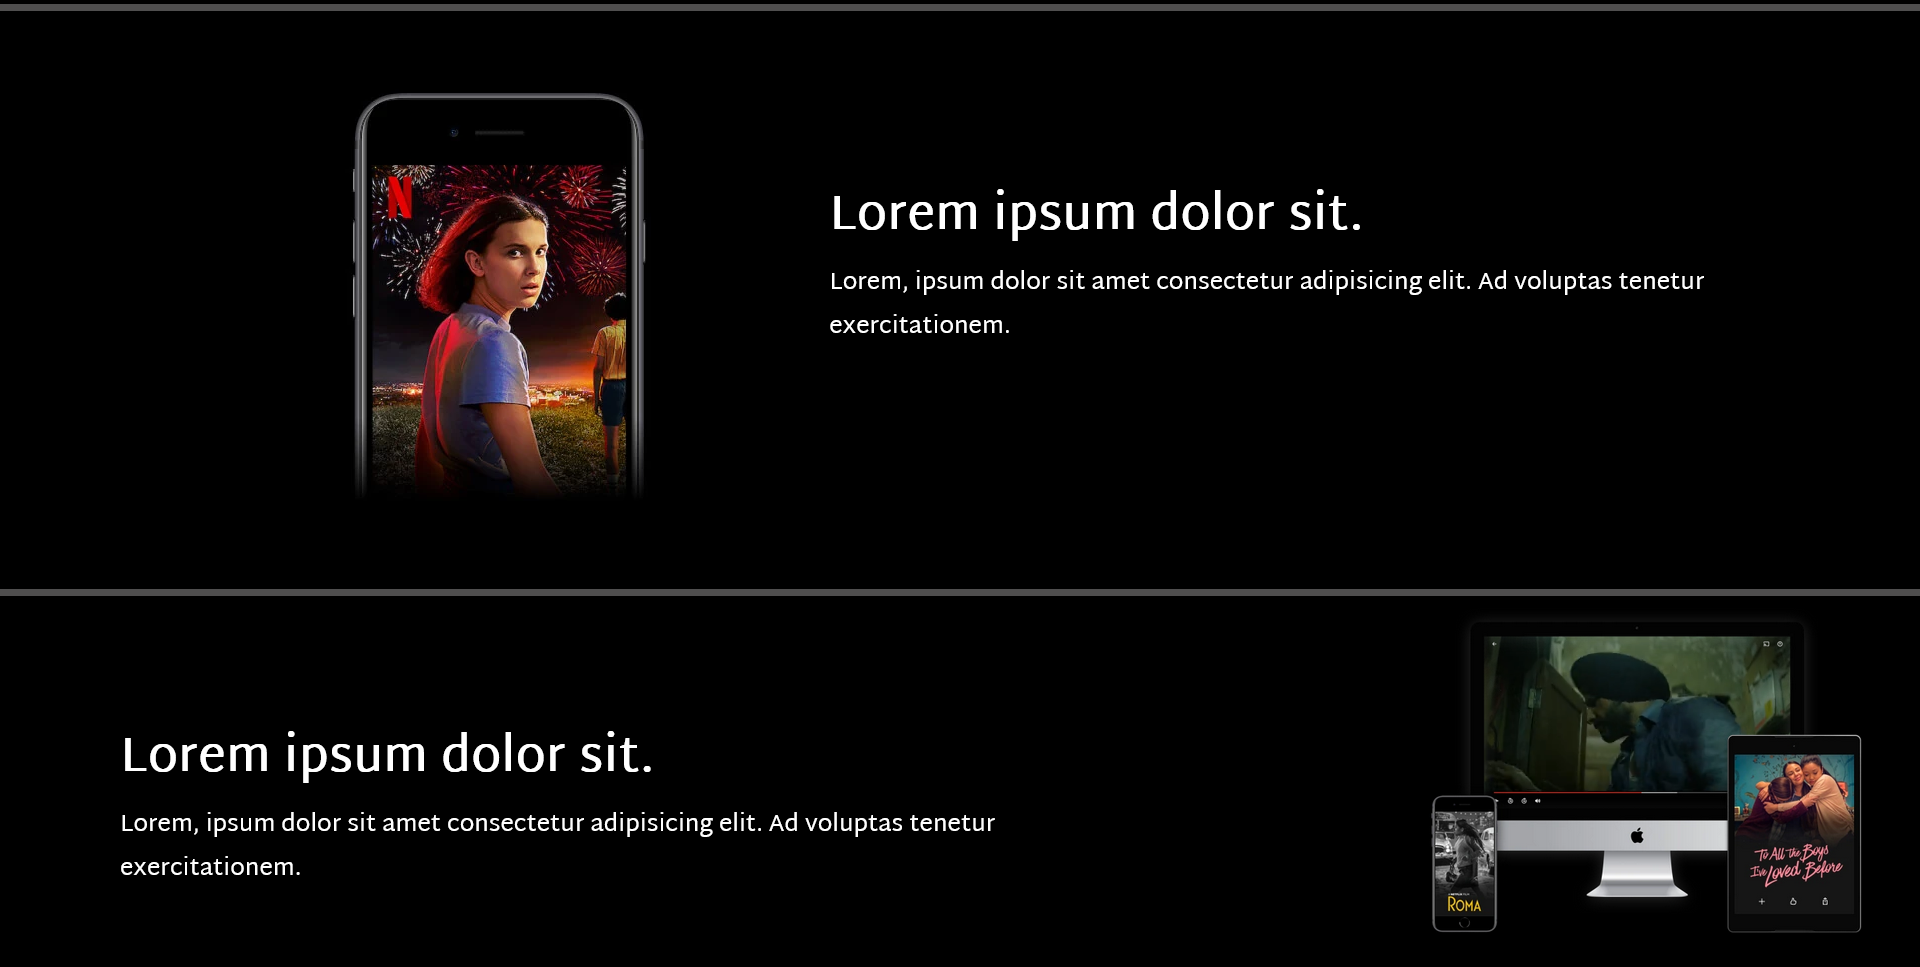 N
Lorem ipsum dolor sit.
Lorem, ipsum dolor sit amet consectetur adipisicing elit. Ad voluptas tenetur
exercitationem.
Lorem ipsum dolor sit.
Lorem, ipsum dolor sit amet consectetur adipisicing elit. Ad voluptas tenetur
exercitationem.
To All the Boys
I've Loved Before
A NETFLIX FILM
ROMA